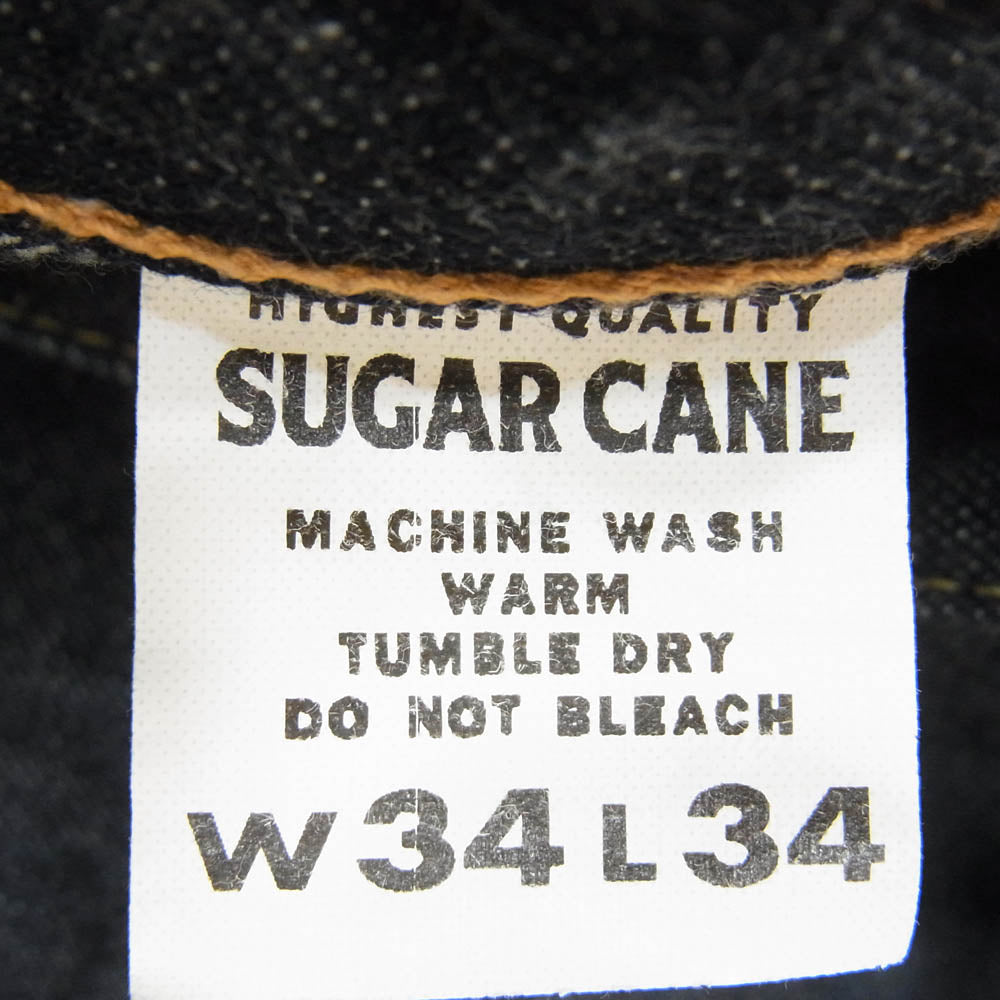 HIGHEST QUALITY
SUGAR CANE
MACHINE WASH
WARM
TUMBLE DRY
DO NOT BLEACH
W 34 L 34